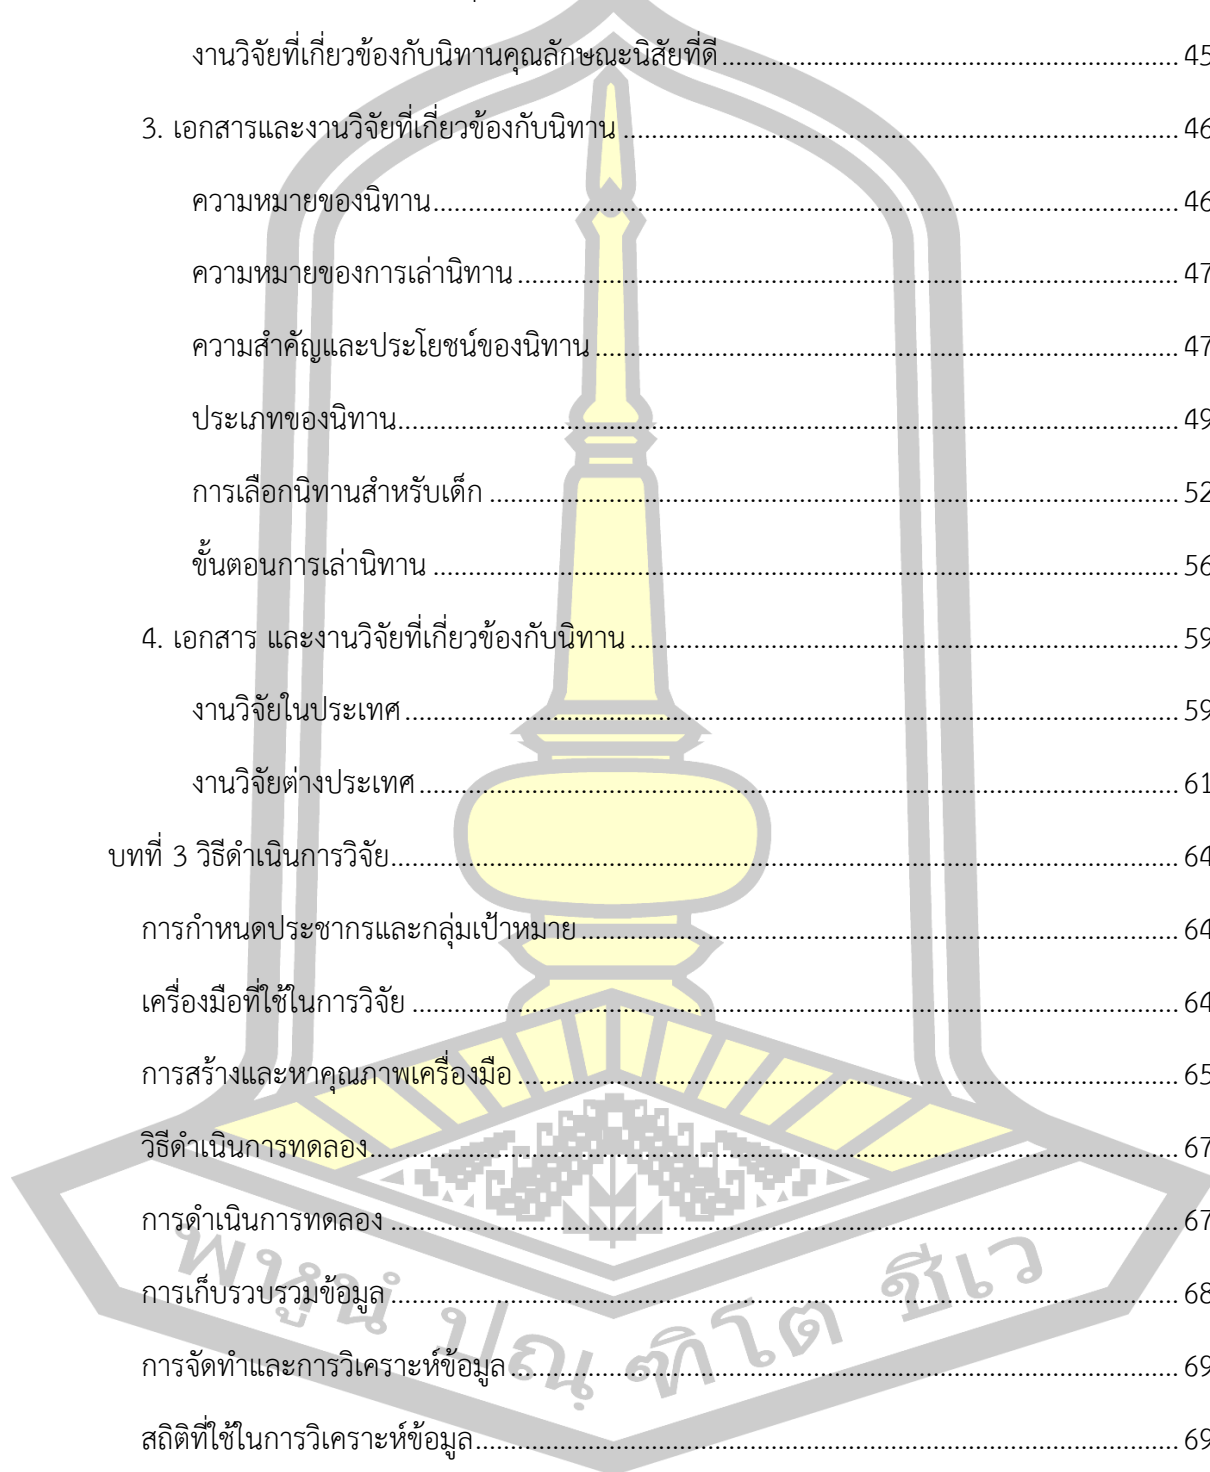 งานวิจัยที่เกี่ยวข้องกับนิทานคุณลักษณะนิสัยที่ดี ........ 45
3. เอกสารและงานวิจัยที่เกี่ยวข้องกับนิทาน ........ 46
ความหมายของนิทาน ........ 46
ความหมายของการเล่านิทาน ........ 47
ความสำคัญและประโยชน์ของนิทาน ........ 47
ประเภทของนิทาน ........ 49
การเลือกนิทานสำหรับเด็ก ........ 52
ขั้นตอนการเล่านิทาน ........ 56
4. เอกสาร และงานวิจัยที่เกี่ยวข้องกับนิทาน ........ 59
งานวิจัยในประเทศ ........ 59
งานวิจัยต่างประเทศ ........ 61
บทที่ 3 วิธีดำเนินการวิจัย ........ 64
การกำหนดประชากรและกลุ่มเป้าหมาย ........ 64
เครื่องมือที่ใช้ในการวิจัย ........ 64
การสร้างและหาคุณภาพเครื่องมือ ........ 65
วิธีดำเนินการทดลอง ........ 67
การดำเนินการทดลอง ........ 67
การเก็บรวบรวมข้อมูล ........ 68
การจัดทำและการวิเคราะห์ข้อมูล ........ 69
สถิติที่ใช้ในการวิเคราะห์ข้อมูล ........ 69
พหูนํ ปณฺฑิโต ชีเว